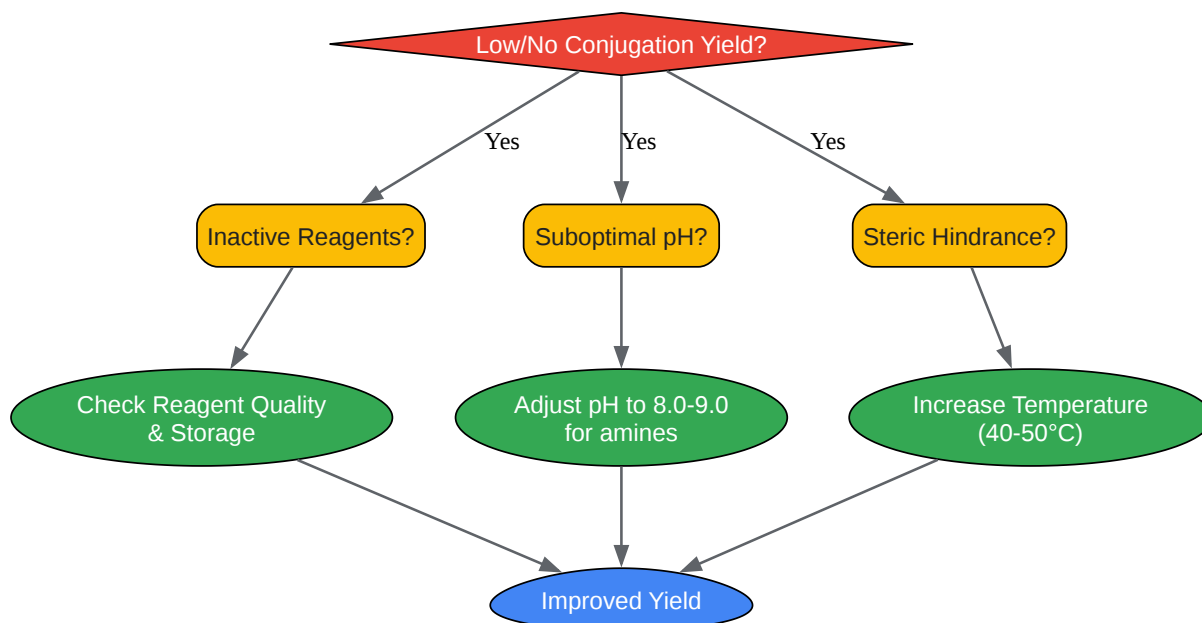 Low/No Conjugation Yield?
Yes
Yes
Yes
Inactive Reagents?
Suboptimal pH?
Steric Hindrance?
Check Reagent Quality
& Storage
Adjust pH to 8.0-9.0
for amines
Increase Temperature
(40-50°C)
Improved Yield